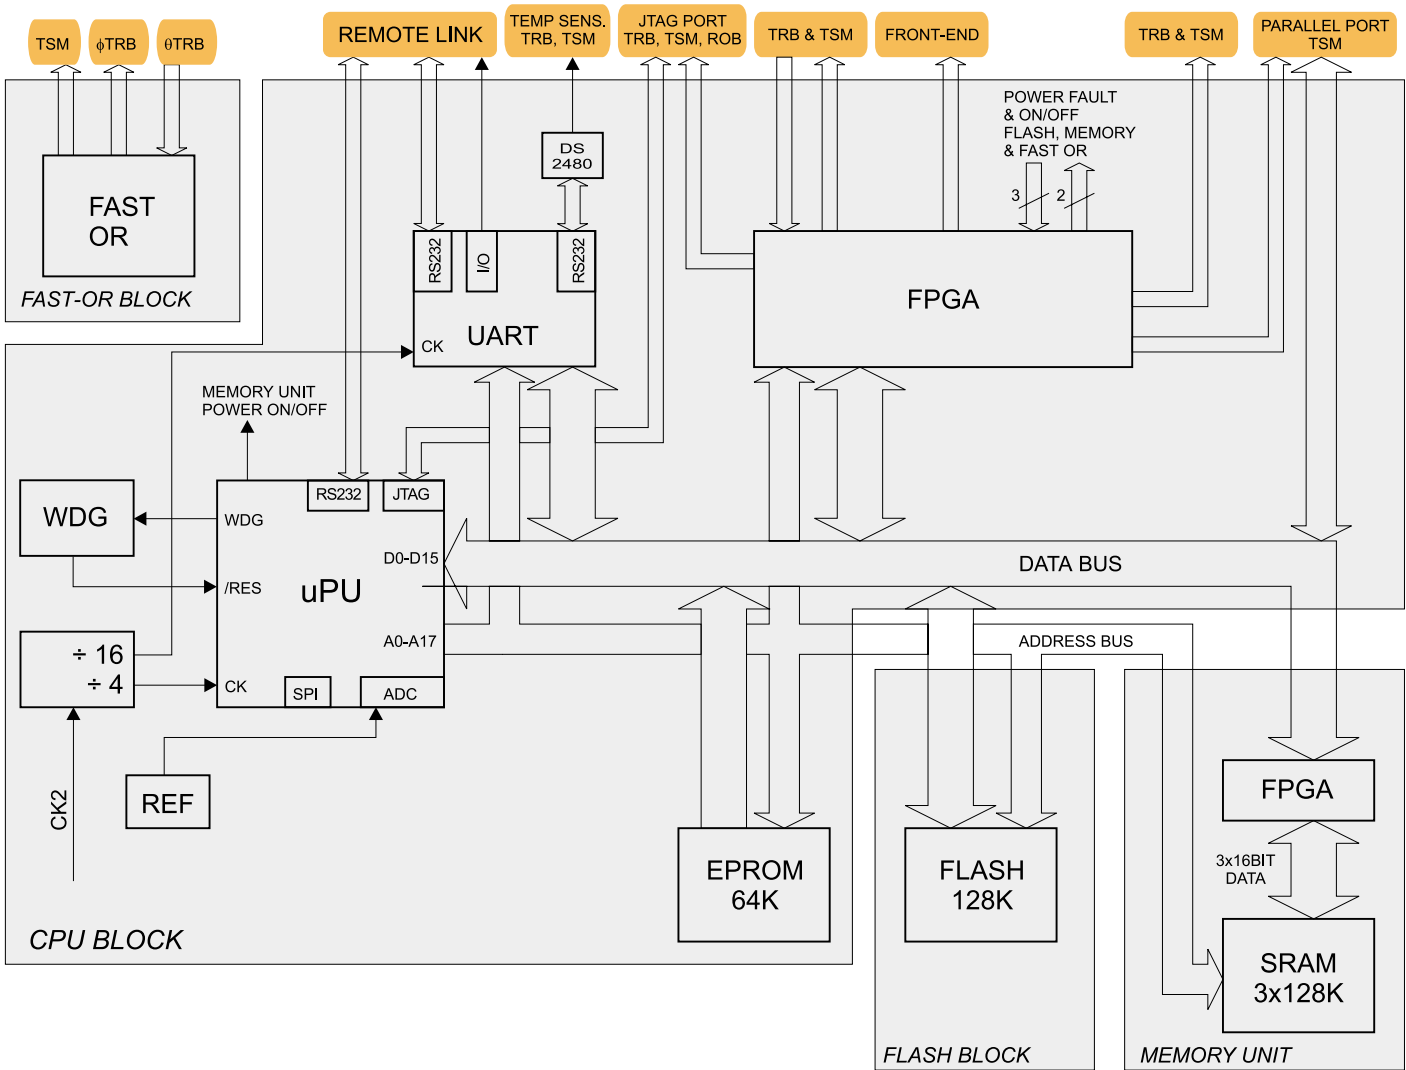 TSM
ϕTRB
θTRB
REMOTE LINK
TEMP SENS.
TRB, TSM
JTAG PORT
TRB, TSM, ROB
TRB & TSM
FRONT-END
TRB & TSM
PARALLEL PORT
TSM
POWER FAULT
& ON/OFF
FLASH, MEMORY
& FAST OR
3
2
DS
2480
FAST
OR
FAST-OR BLOCK
RS232
I/O
RS232
UART
CK
FPGA
MEMORY UNIT
POWER ON/OFF
WDG
RS232
JTAG
WDG
D0-D15
/RES
uPU
A0-A17
CK
SPI
ADC
÷ 16
÷ 4
CK2
REF
DATA BUS
ADDRESS BUS
EPROM
64K
FLASH
128K
FPGA
3x16BIT
DATA
SRAM
3x128K
CPU BLOCK
FLASH BLOCK
MEMORY UNIT